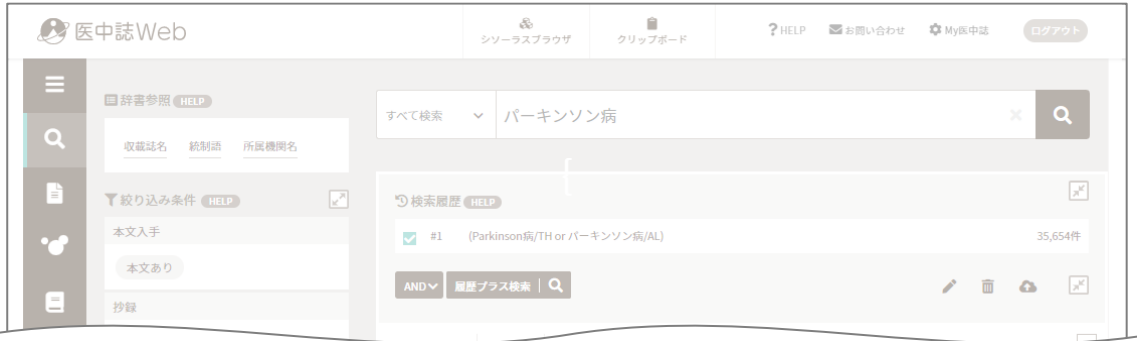 医中誌Web
シソーラスブラウザ
クリップボード
?HELP
お問い合わせ
My医中誌
ログアウト
辞書参照 HELP
収載誌名 統制語 所属機関名
絞り込み条件 HELP
本文入手
本文あり
抄録
すべて検索
パーキンソン病
検索履歴 HELP
#1 (Parkinson病/TH or パーキンソン病/AL) 35,654件
AND 履歴プラス検索